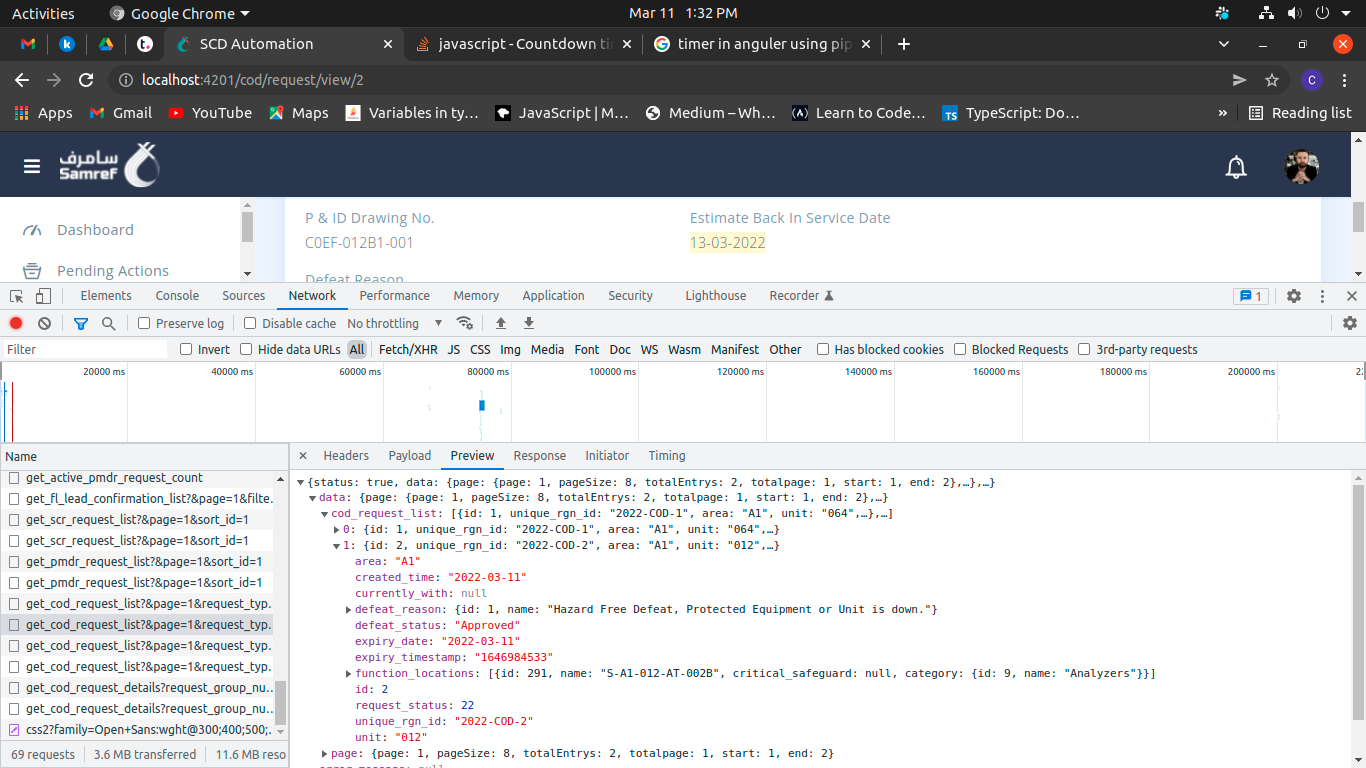 Activities
Google Chrome
Mar 11 1:32 PM
SCD Automation
javascript - Countdown ti
timer in anguler using pip
localhost:4201/cod/request/view/2
C
Apps
Gmail
YouTube
Maps
Variables in ty...
JavaScript | M...
Medium – Wh...
Learn to Code...
TS
TypeScript: Do...
»
Reading list
سامرف
Samref
Dashboard
Pending Actions
P & ID Drawing No.
C0EF-012B1-001
Estimate Back In Service Date
13-03-2022
Defeat Reason
Elements
Console
Sources
Network
Performance
Memory
Application
Security
Lighthouse
Recorder
1
Preserve log
Disable cache
No throttling
Filter
Invert
Hide data URLs
All
Fetch/XHR
JS
CSS
Img
Media
Font
Doc
WS
Wasm
Manifest
Other
Has blocked cookies
Blocked Requests
3rd-party requests
20000 ms
40000 ms
60000 ms
80000 ms
100000 ms
120000 ms
140000 ms
160000 ms
180000 ms
200000 ms
Name
get_active_pmdr_request_count
get_fl_lead_confirmation_list?&page=1&filte...
get_scr_request_list?&page=1&sort_id=1
get_scr_request_list?&page=1&sort_id=1
get_pmdr_request_list?&page=1&sort_id=1
get_pmdr_request_list?&page=1&sort_id=1
get_cod_request_list?&page=1&request_typ...
get_cod_request_list?&page=1&request_typ...
get_cod_request_list?&page=1&request_typ...
get_cod_request_list?&page=1&request_typ...
get_cod_request_details?request_group_nu...
get_cod_request_details?request_group_nu...
css2?family=Open+Sans:wght@300;400;500;...
69 requests
3.6 MB transferred
11.6 MB reso
Headers
Payload
Preview
Response
Initiator
Timing
{status: true, data: {page: {page: 1, pageSize: 8, totalEntrys: 2, totalpage: 1, start: 1, end: 2},…},…}
data: {page: {page: 1, pageSize: 8, totalEntrys: 2, totalpage: 1, start: 1, end: 2},…}
cod_request_list: [{id: 1, unique_rgn_id: "2022-COD-1", area: "A1", unit: "064",…},…]
0: {id: 1, unique_rgn_id: "2022-COD-1", area: "A1", unit: "064",…}
1: {id: 2, unique_rgn_id: "2022-COD-2", area: "A1", unit: "012",…}
area: "A1"
created_time: "2022-03-11"
currently_with: null
defeat_reason: {id: 1, name: "Hazard Free Defeat, Protected Equipment or Unit is down."}
defeat_status: "Approved"
expiry_date: "2022-03-11"
expiry_timestamp: "1646984533"
function_locations: [{id: 291, name: "S-A1-012-AT-002B", critical_safeguard: null, category: {id: 9, name: "Analyzers"}}]
id: 2
request_status: 22
unique_rgn_id: "2022-COD-2"
unit: "012"
page: {page: 1, pageSize: 8, totalEntrys: 2, totalpage: 1, start: 1, end: 2}